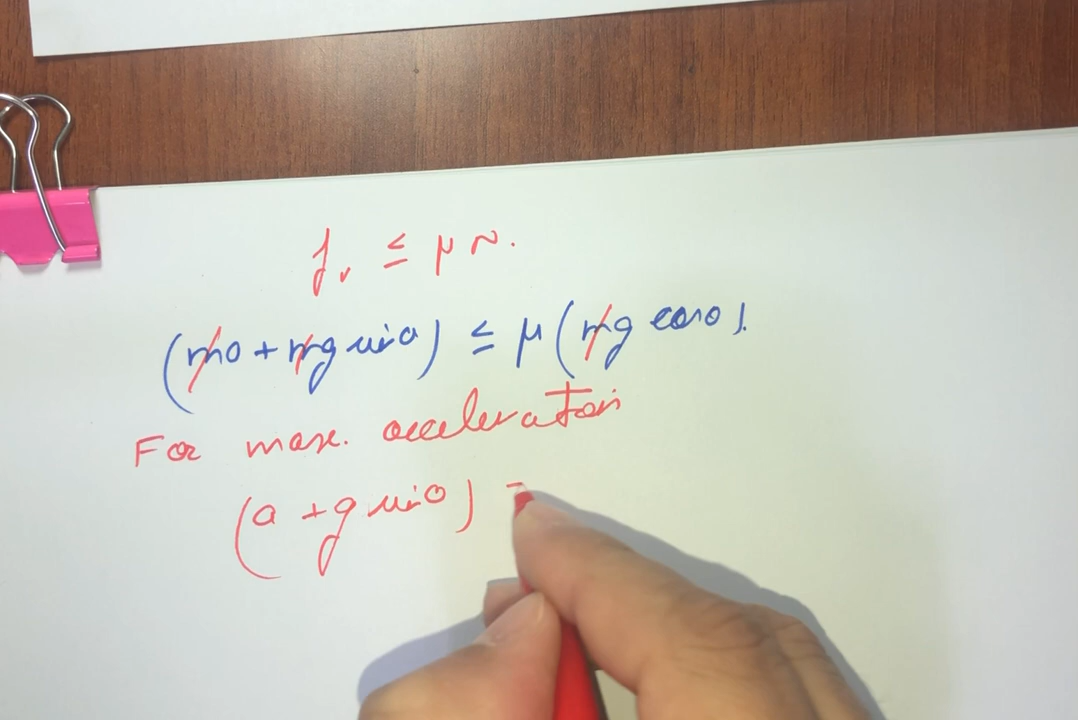 fr ≤ μN.
(ma + mg sinθ) ≤ μ(mg cosθ).
For max. acceleration
(a + g sinθ) =